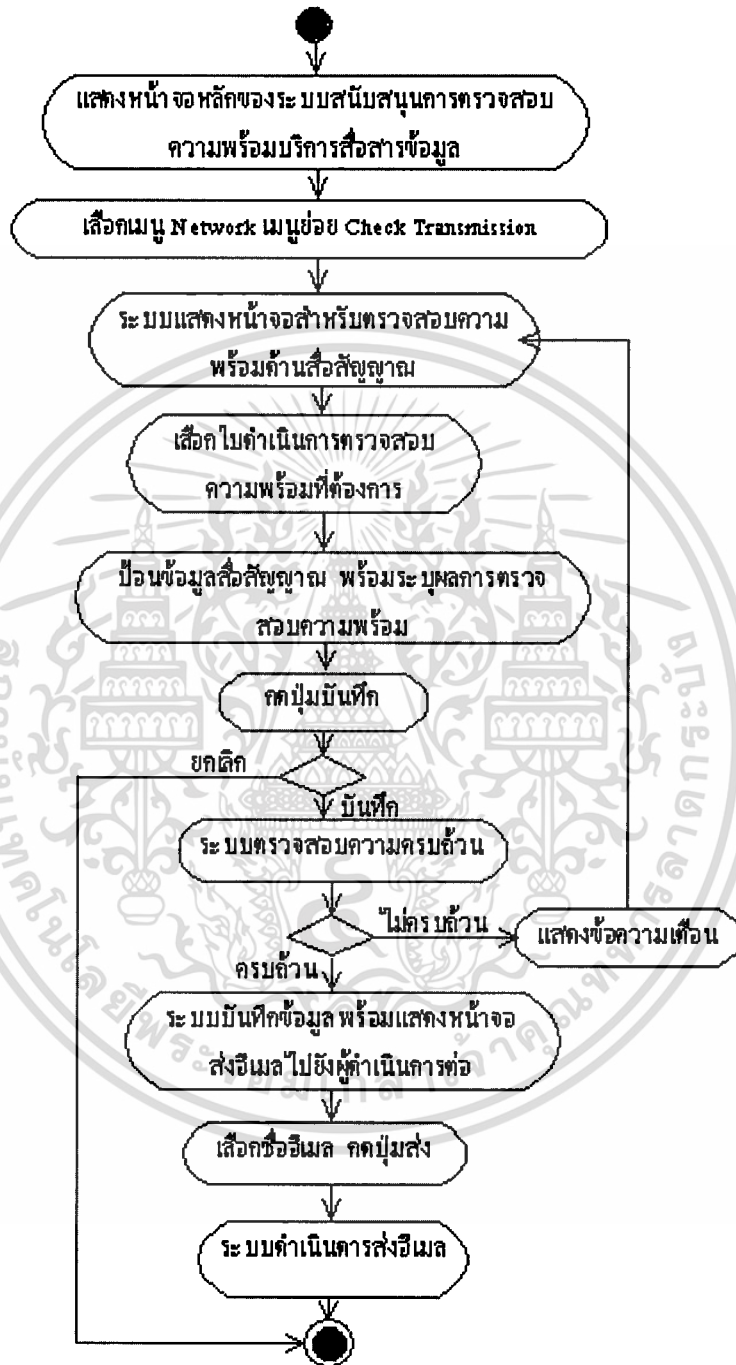 แสดงหน้าจอหลักของระบบสนับสนุนการตรวจสอบ
ความพร้อมบริการสื่อสารข้อมูล
เลือกเมนู Network เมนูย่อย Check Transmission
ระบบแสดงหน้าจอสำหรับตรวจสอบความ
พร้อมด้านสื่อสัญญาณ
เลือกใบดำเนินการตรวจสอบ
ความพร้อมที่ต้องการ
ป้อนข้อมูลสื่อสัญญาณ พร้อมระบุผลการตรวจ
สอบความพร้อม
กดปุ่มบันทึก
ยกเลิก
บันทึก
ระบบตรวจสอบความครบถ้วน
ไม่ครบถ้วน
แสดงข้อความเตือน
ครบถ้วน
ระบบบันทึกข้อมูล พร้อมแสดงหน้าจอ
ส่งอีเมลไปยังผู้ดำเนินการต่อ
เลือกชื่ออีเมล กดปุ่มส่ง
ระบบดำเนินการส่งอีเมล